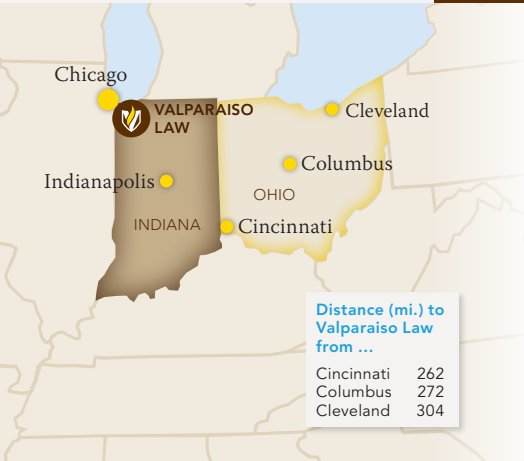 Chicago
VALPARAISO
LAW
Cleveland
Columbus
Indianapolis
OHIO
INDIANA
Cincinnati
Distance (mi.) to
Valparaiso Law
from ...
Cincinnati 262
Columbus 272
Cleveland 304